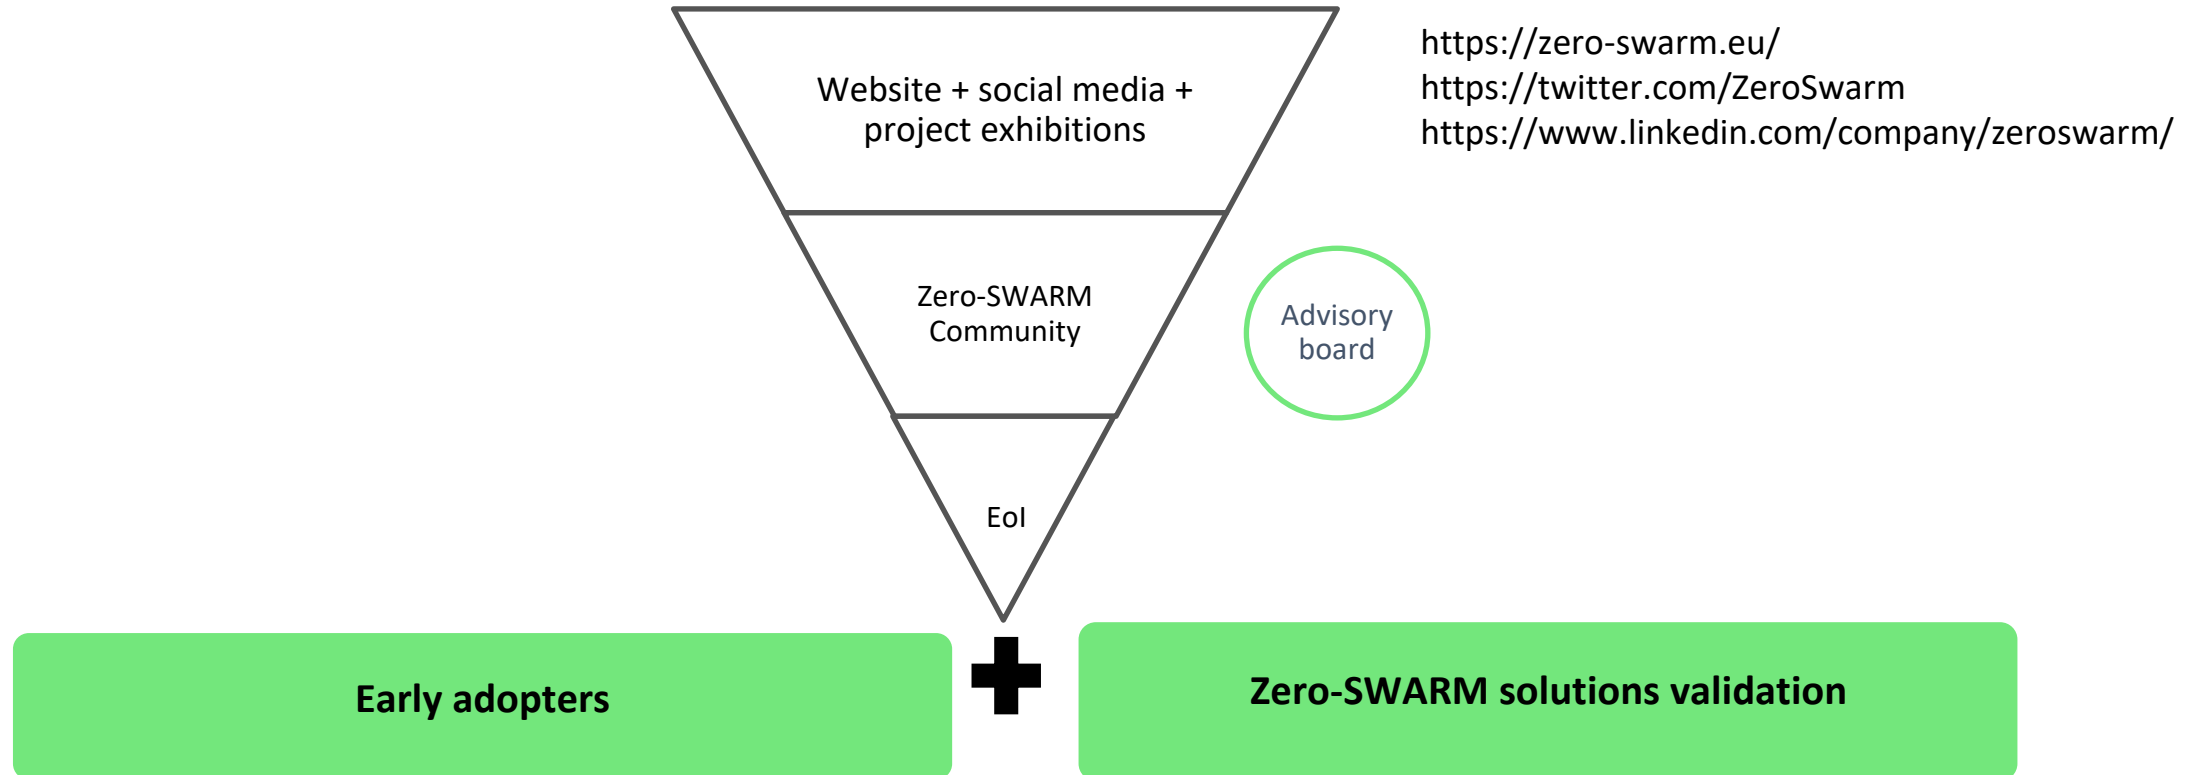 https://zero-swarm.eu/
https://twitter.com/ZeroSwarm
https://www.linkedin.com/company/zeroswarm/
Website + social media +
project exhibitions
Zero-SWARM
Community
Advisory
board
EoI
Early adopters
Zero-SWARM solutions validation